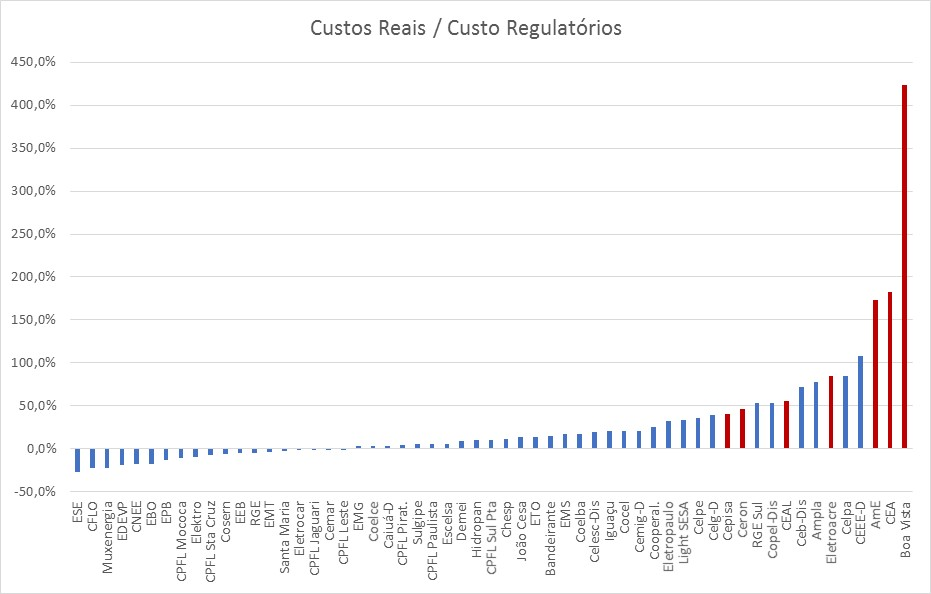 Custos Reais / Custo Regulatórios
450,0%
400,0%
350,0%
300,0%
250,0%
200,0%
150,0%
100,0%
50,0%
0,0%
-50,0%
ESE
CFLO
Muxenergia
EDEVP
CNEE
EBO
EPB
CPFL Mococa
Elektro
CPFL Sta Cruz
Cosern
EEB
RGE
EMT
Santa Maria
Eletrocar
CPFL Jaguari
Cemar
CPFL Leste
EMG
Coelce
Caiuá-D
CPFL Pirat.
Sulgipe
CPFL Paulista
Escelsa
Demei
Hidropan
CPFL Sul Pta
Chesp
João Cesa
ETO
Bandeirante
EMS
Coelba
Celesc-Dis
Iguaçu
Cocel
Cemig-D
Cooperal.
Eletropaulo
Light SESA
Celpe
Celg-D
Cepisa
Ceron
RGE Sul
Copel-Dis
CEAL
Ceb-Dis
Ampla
Eletroacre
Celpa
CEEE-D
AmE
CEA
Boa Vista